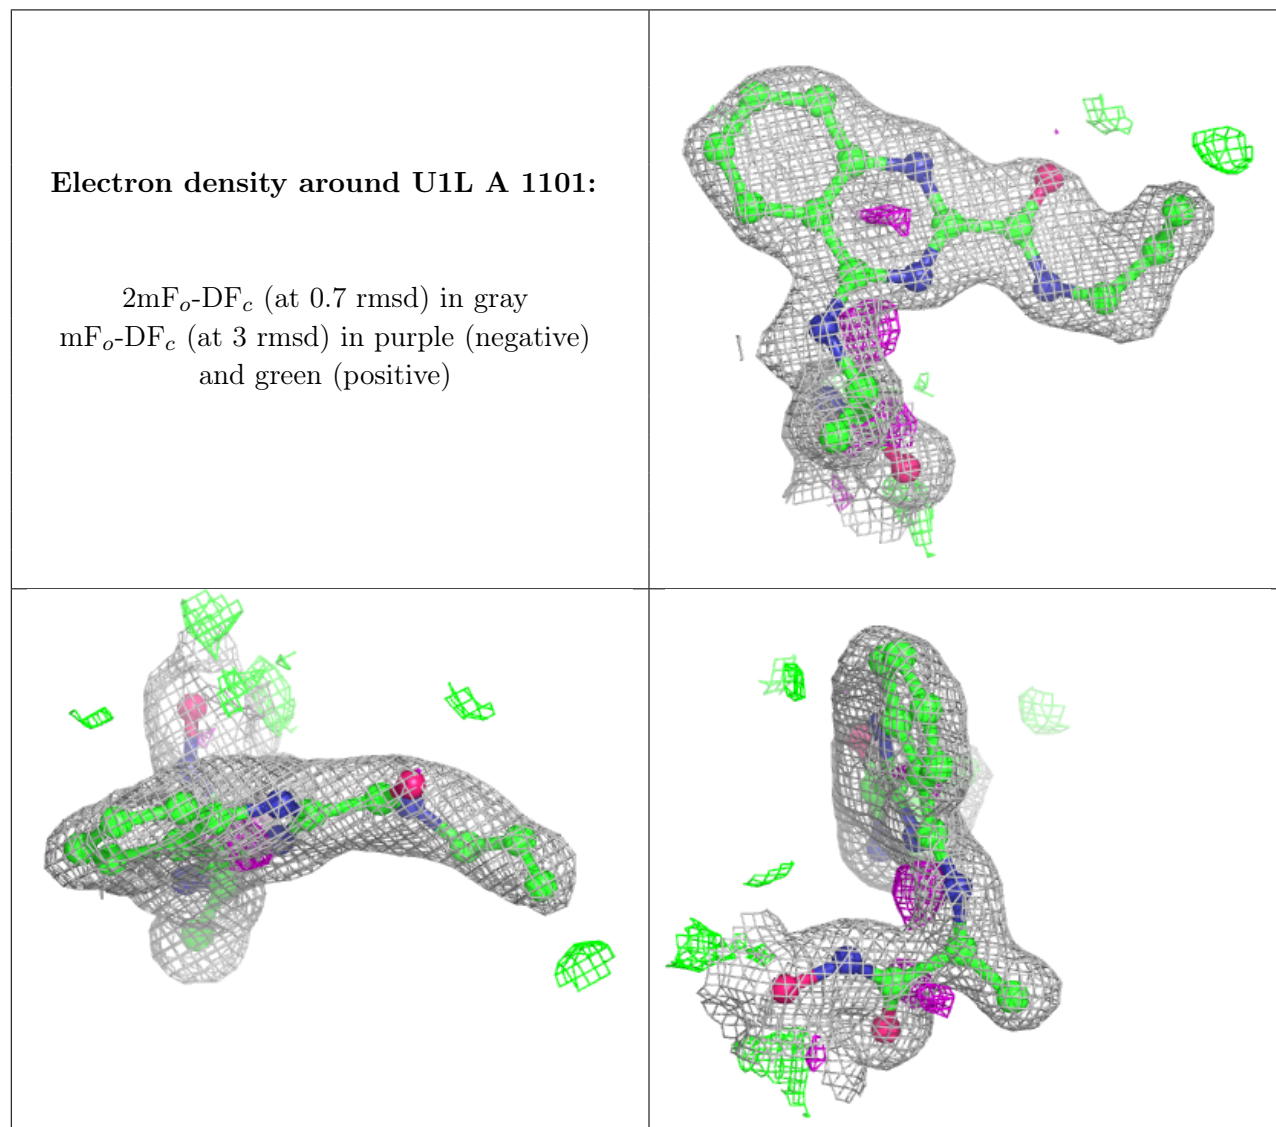 Electron density around U1L A 1101:
2mFo-DFc (at 0.7 rmsd) in gray
mFo-DFc (at 3 rmsd) in purple (negative)
and green (positive)